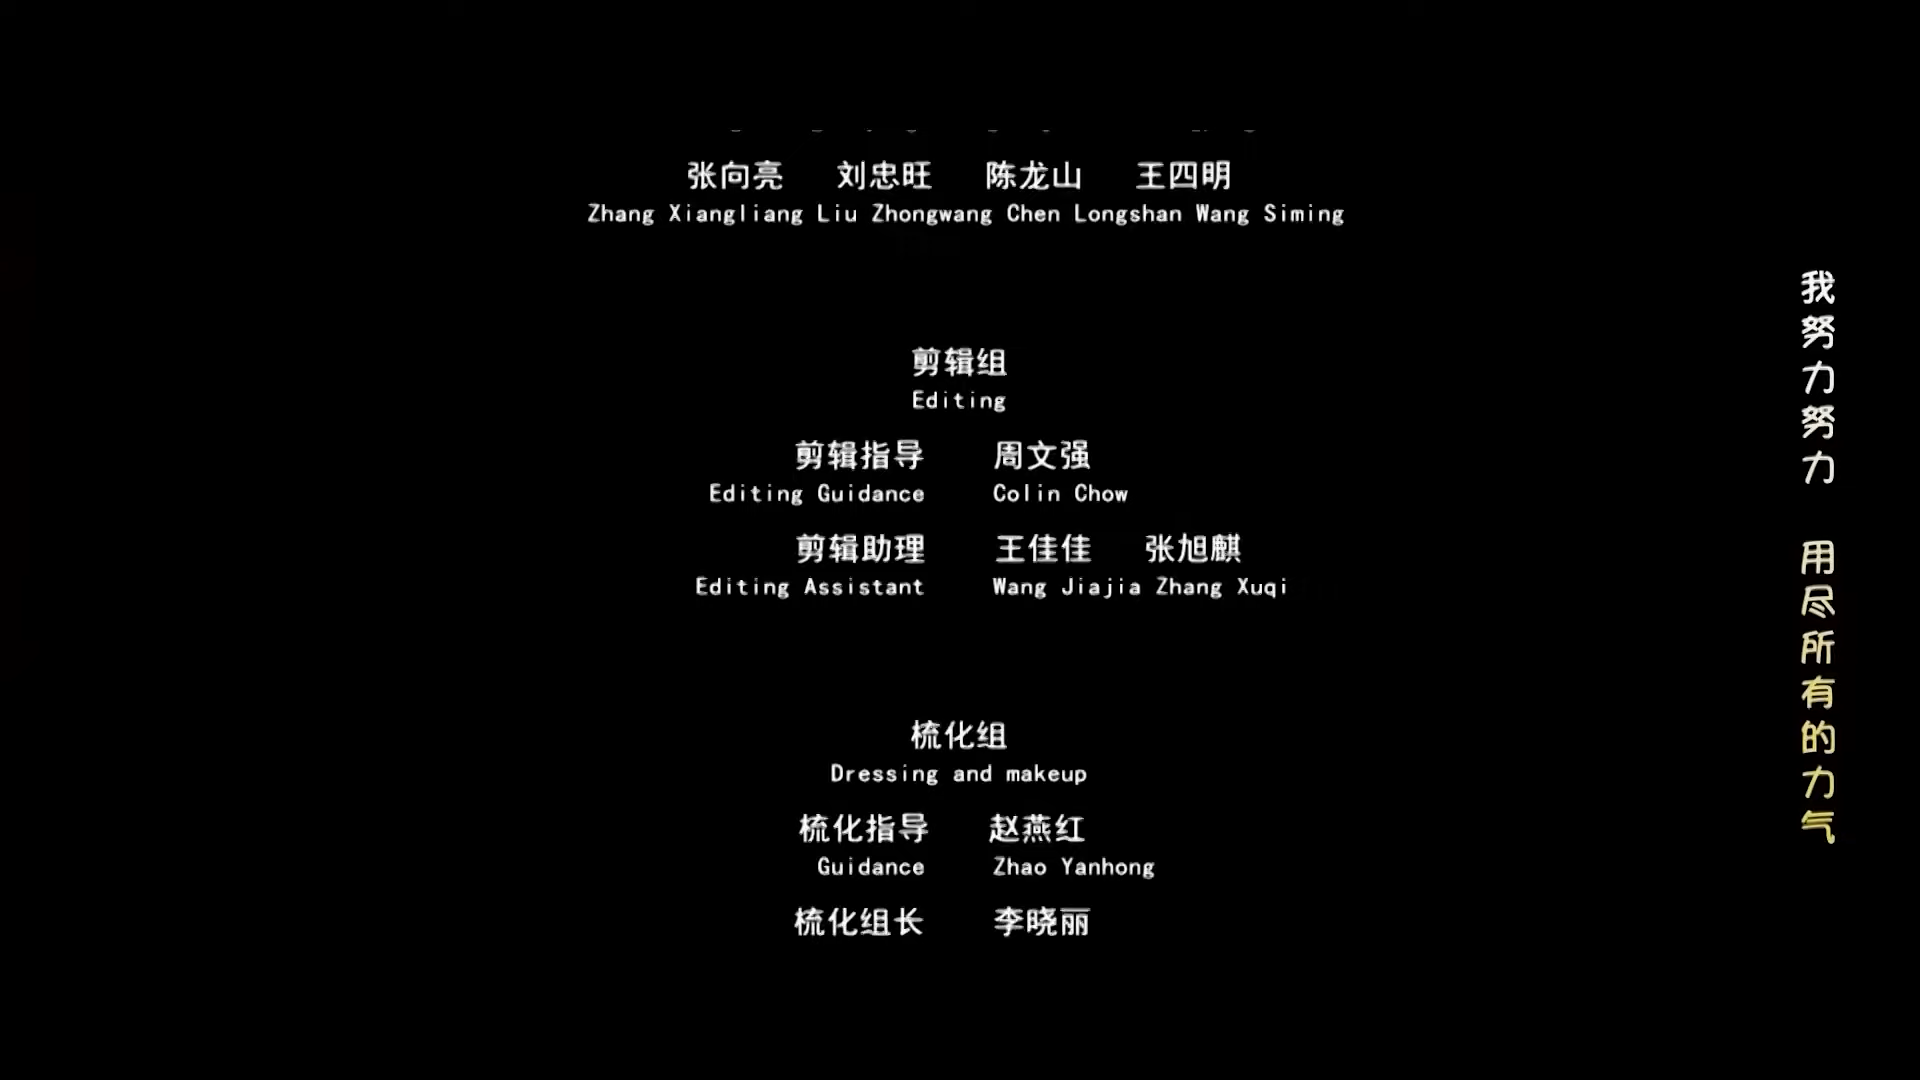 张向亮 刘忠旺 陈龙山 王四明
Zhang Xiangliang Liu Zhongwang Chen Longshan Wang Siming
剪辑组
Editing
剪辑指导 周文强
Editing Guidance Colin Chow
剪辑助理 王佳佳 张旭麒
Editing Assistant Wang Jiajia Zhang Xuqi
梳化组
Dressing and makeup
梳化指导 赵燕红
Guidance Zhao Yanhong
梳化组长 李晓丽
我努力努力 用尽所有的力气